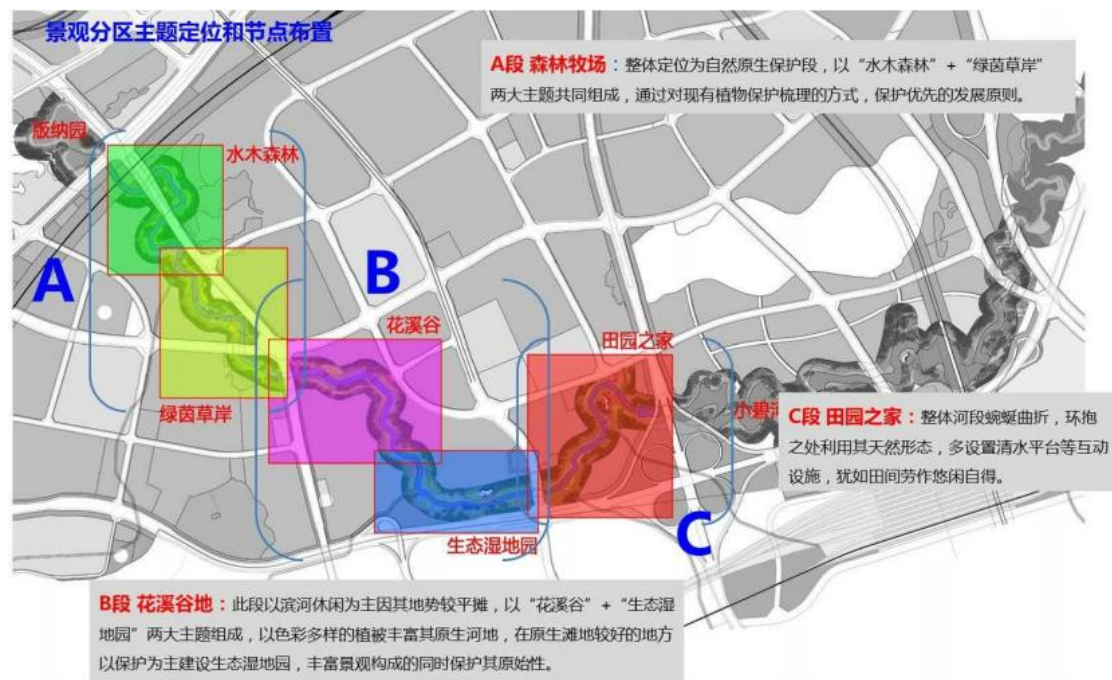 景观分区主题定位和节点布置
A段 森林牧场：整体定位为自然原生保护段，以“水木森林”+“绿茵草岸”
两大主题共同组成，通过对现有植物保护梳理的方式，保护优先的发展原则。
版纳园
水木森林
A
B
花溪谷
田园之家
绿茵草岸
小碧河
C段 田园之家：整体河段蜿蜒曲折，环抱
之处利用其天然形态，多设置清水平台等互动
设施，犹如田间劳作悠闲自得。
C
生态湿地园
B段 花溪谷地：此段以滨河休闲为主因其地势较平摊，以“花溪谷”+“生态湿
地园”两大主题组成，以色彩多样的植被丰富其原生河地，在原生滩地较好的地方
以保护为主建设生态湿地园，丰富景观构成的同时保护其原始性。